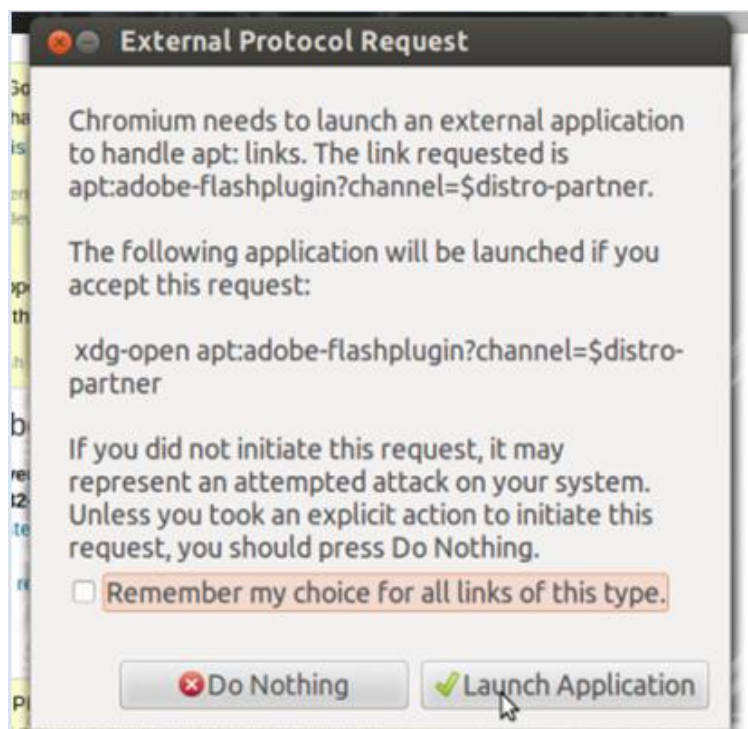 External Protocol Request
Chromium needs to launch an external application
to handle apt: links. The link requested is
apt:adobe-flashplugin?channel=$distro-partner.
The following application will be launched if you
accept this request:
xdg-open apt:adobe-flashplugin?channel=$distro-
partner
If you did not initiate this request, it may
represent an attempted attack on your system.
Unless you took an explicit action to initiate this
request, you should press Do Nothing.
Remember my choice for all links of this type.
Do Nothing
Launch Application